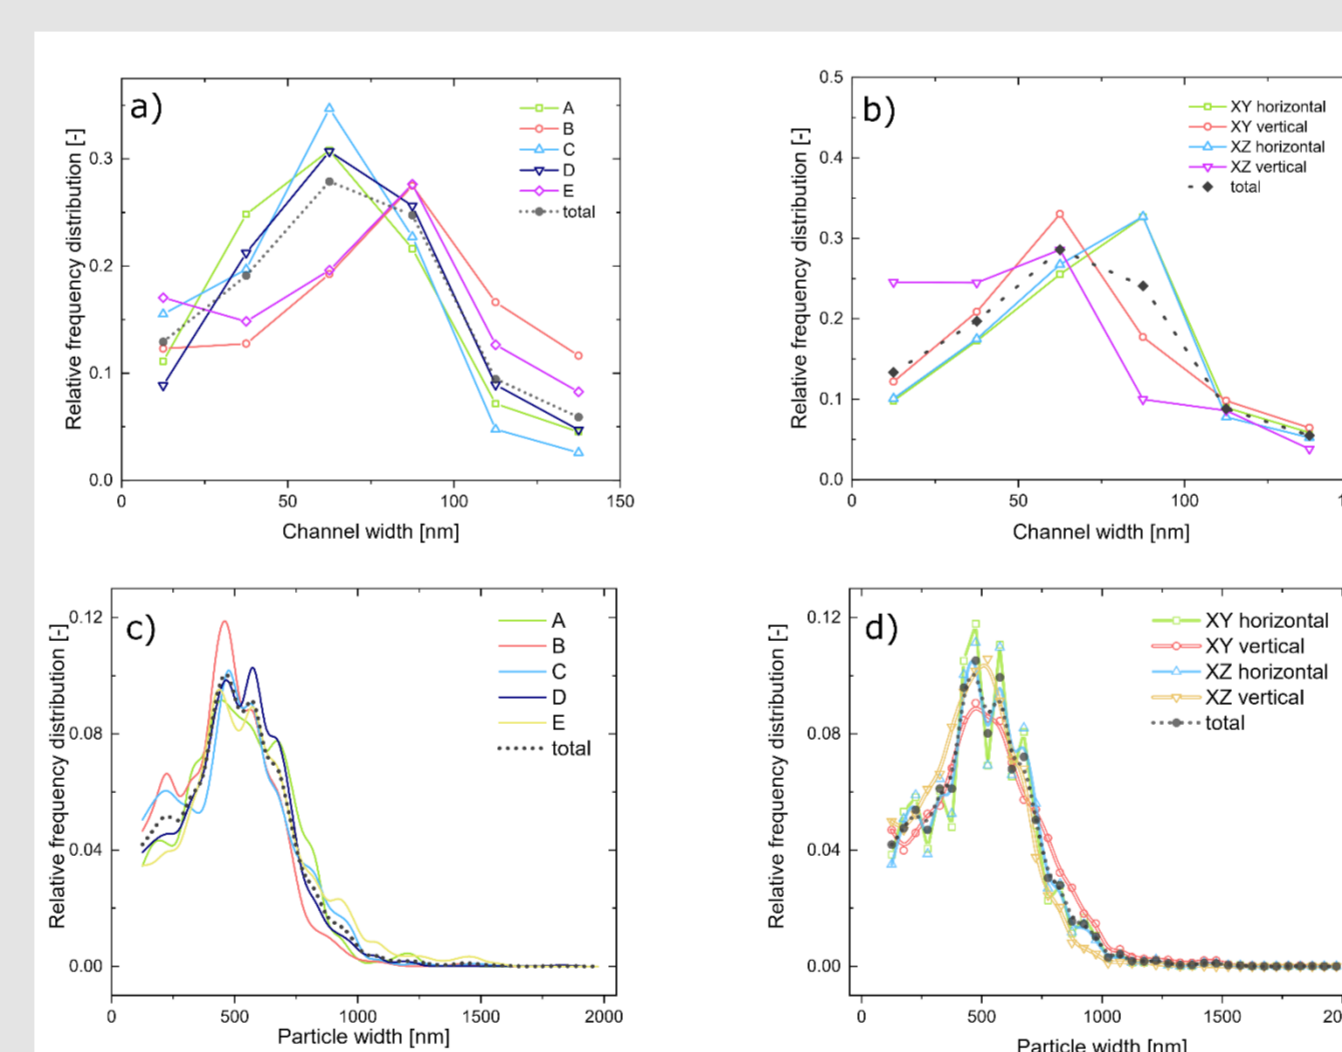 a)
A
B
C
D
E
total
Relative frequency distribution [-]
0.3
0.2
0.1
0.0
0 50 100 150
Channel width [nm]
b)
XY horizontal
XY vertical
XZ horizontal
XZ vertical
total
Relative frequency distribution [-]
0.5
0.4
0.3
0.2
0.1
0.0
0 50 100
Channel width [nm]
c)
A
B
C
D
E
total
Relative frequency distribution [-]
0.12
0.08
0.04
0.00
0 500 1000 1500 2000
Particle width [nm]
d)
XY horizontal
XY vertical
XZ horizontal
XZ vertical
total
Relative frequency distribution [-]
0.12
0.08
0.04
0.00
0 500 1000 1500
Particle width [nm]